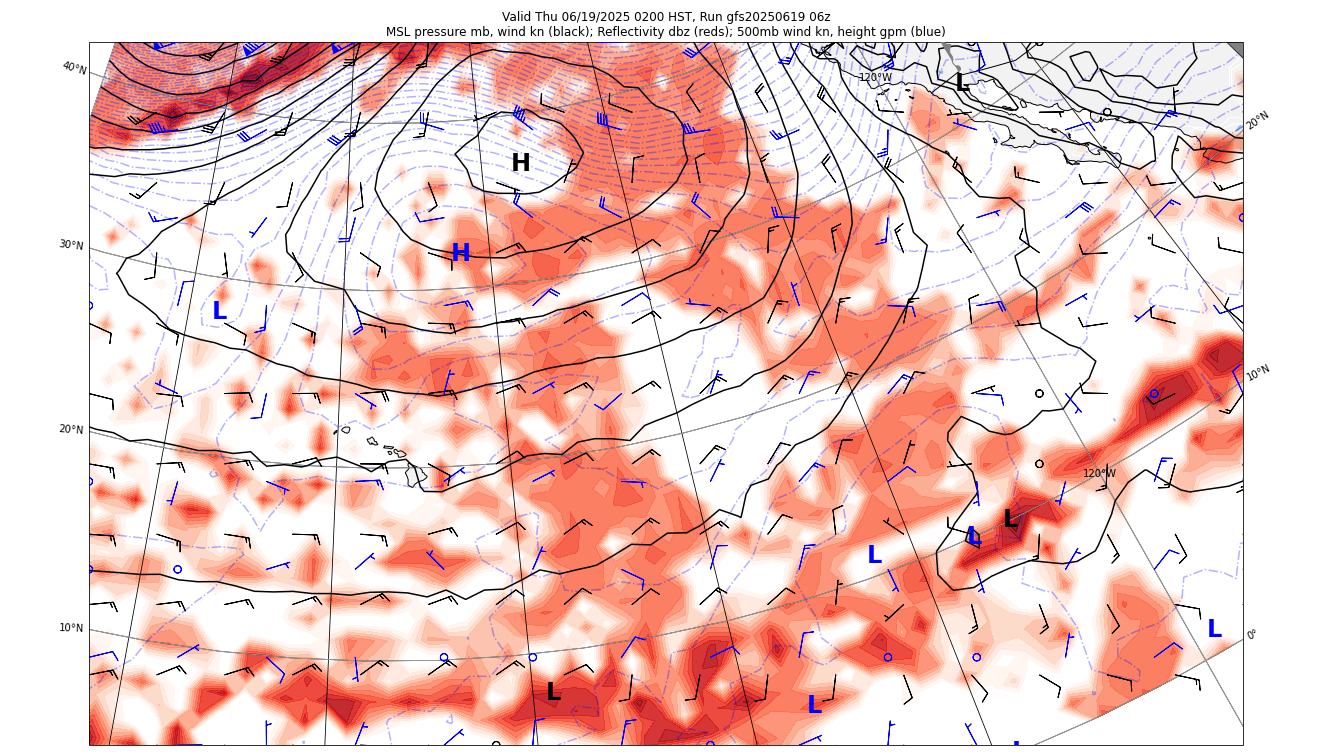 Valid Thu 06/19/2025 0200 HST, Run gfs20250619 06z
MSL pressure mb, wind kn (black); Reflectivity dbz (reds); 500mb wind kn, height gpm (blue)
40°N
120°W
L
20°N
H
30°N
H
L
10°N
20°N
120°W
L
L
L
10°N
L
0°
L
L